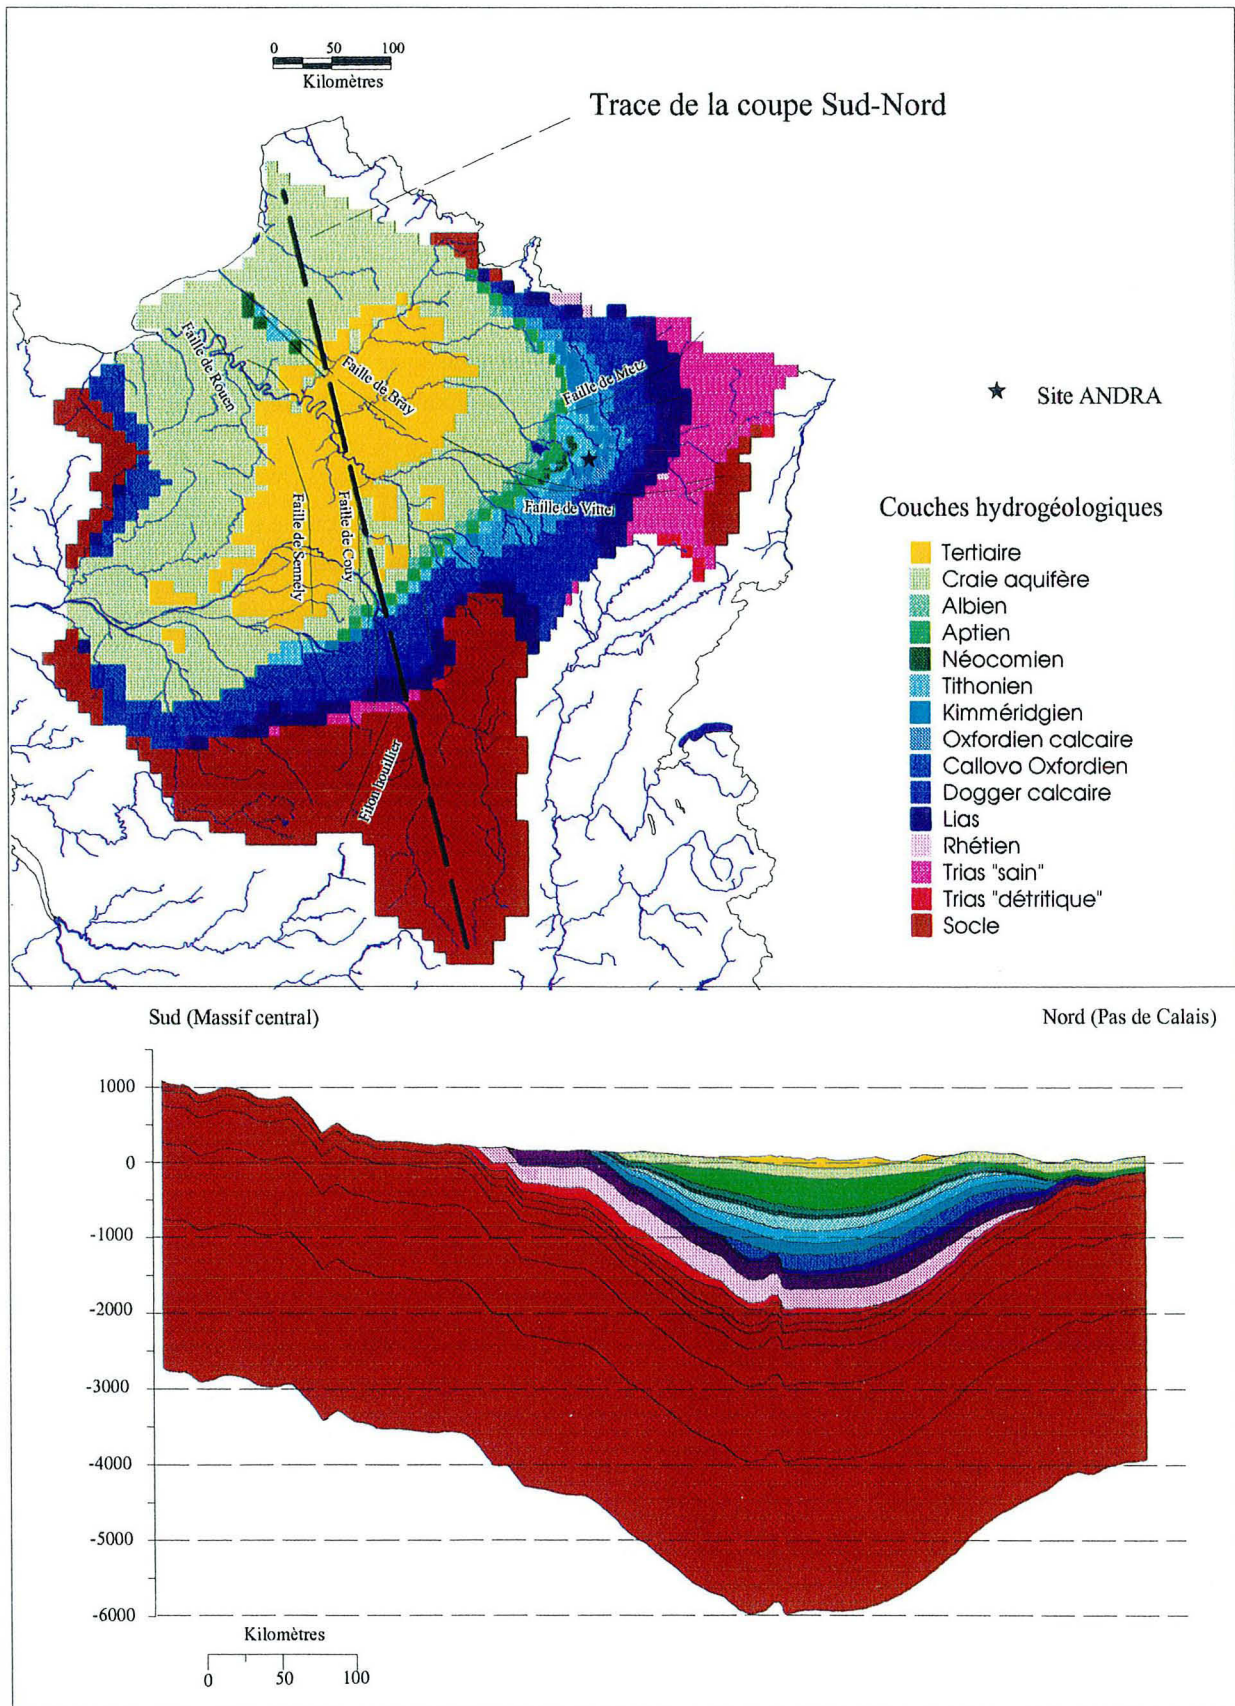 0 50 100
Kilomètres
Trace de la coupe Sud-Nord
Faille de Rouen
Faille de Bray
Faille de Metz
Faille de Vittel
Faille de Sennely
Faille de Couy
Filon houillier
Site ANDRA
Couches hydrogéologiques
Tertiaire
Craie aquifère
Albien
Aptien
Néocomien
Tithonien
Kimméridgien
Oxfordien calcaire
Callovo Oxfordien
Dogger calcaire
Lias
Rhétien
Trias "sain"
Trias "détritique"
Socle
Sud (Massif central)
Nord (Pas de Calais)
1000
0
-1000
-2000
-3000
-4000
-5000
-6000
Kilomètres
0 50 100